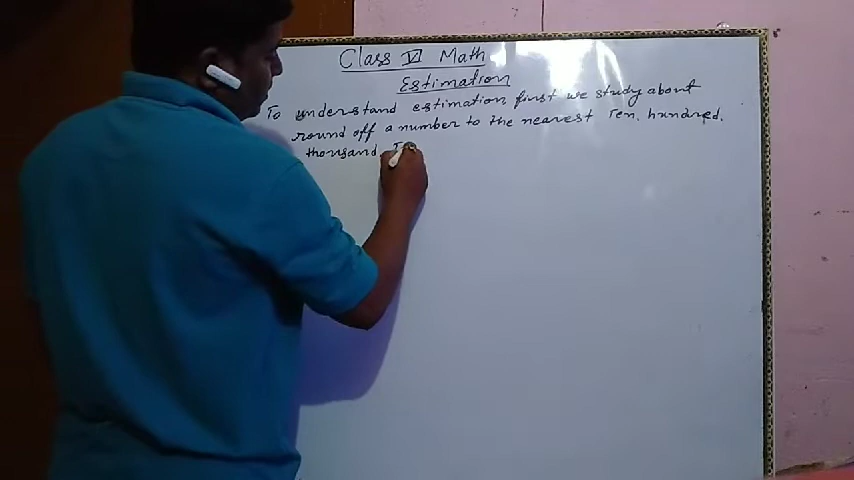 Class VI Math
Estimation
To understand estimation, first we study about
round off a number to the nearest Ten, hundred,
thousand,